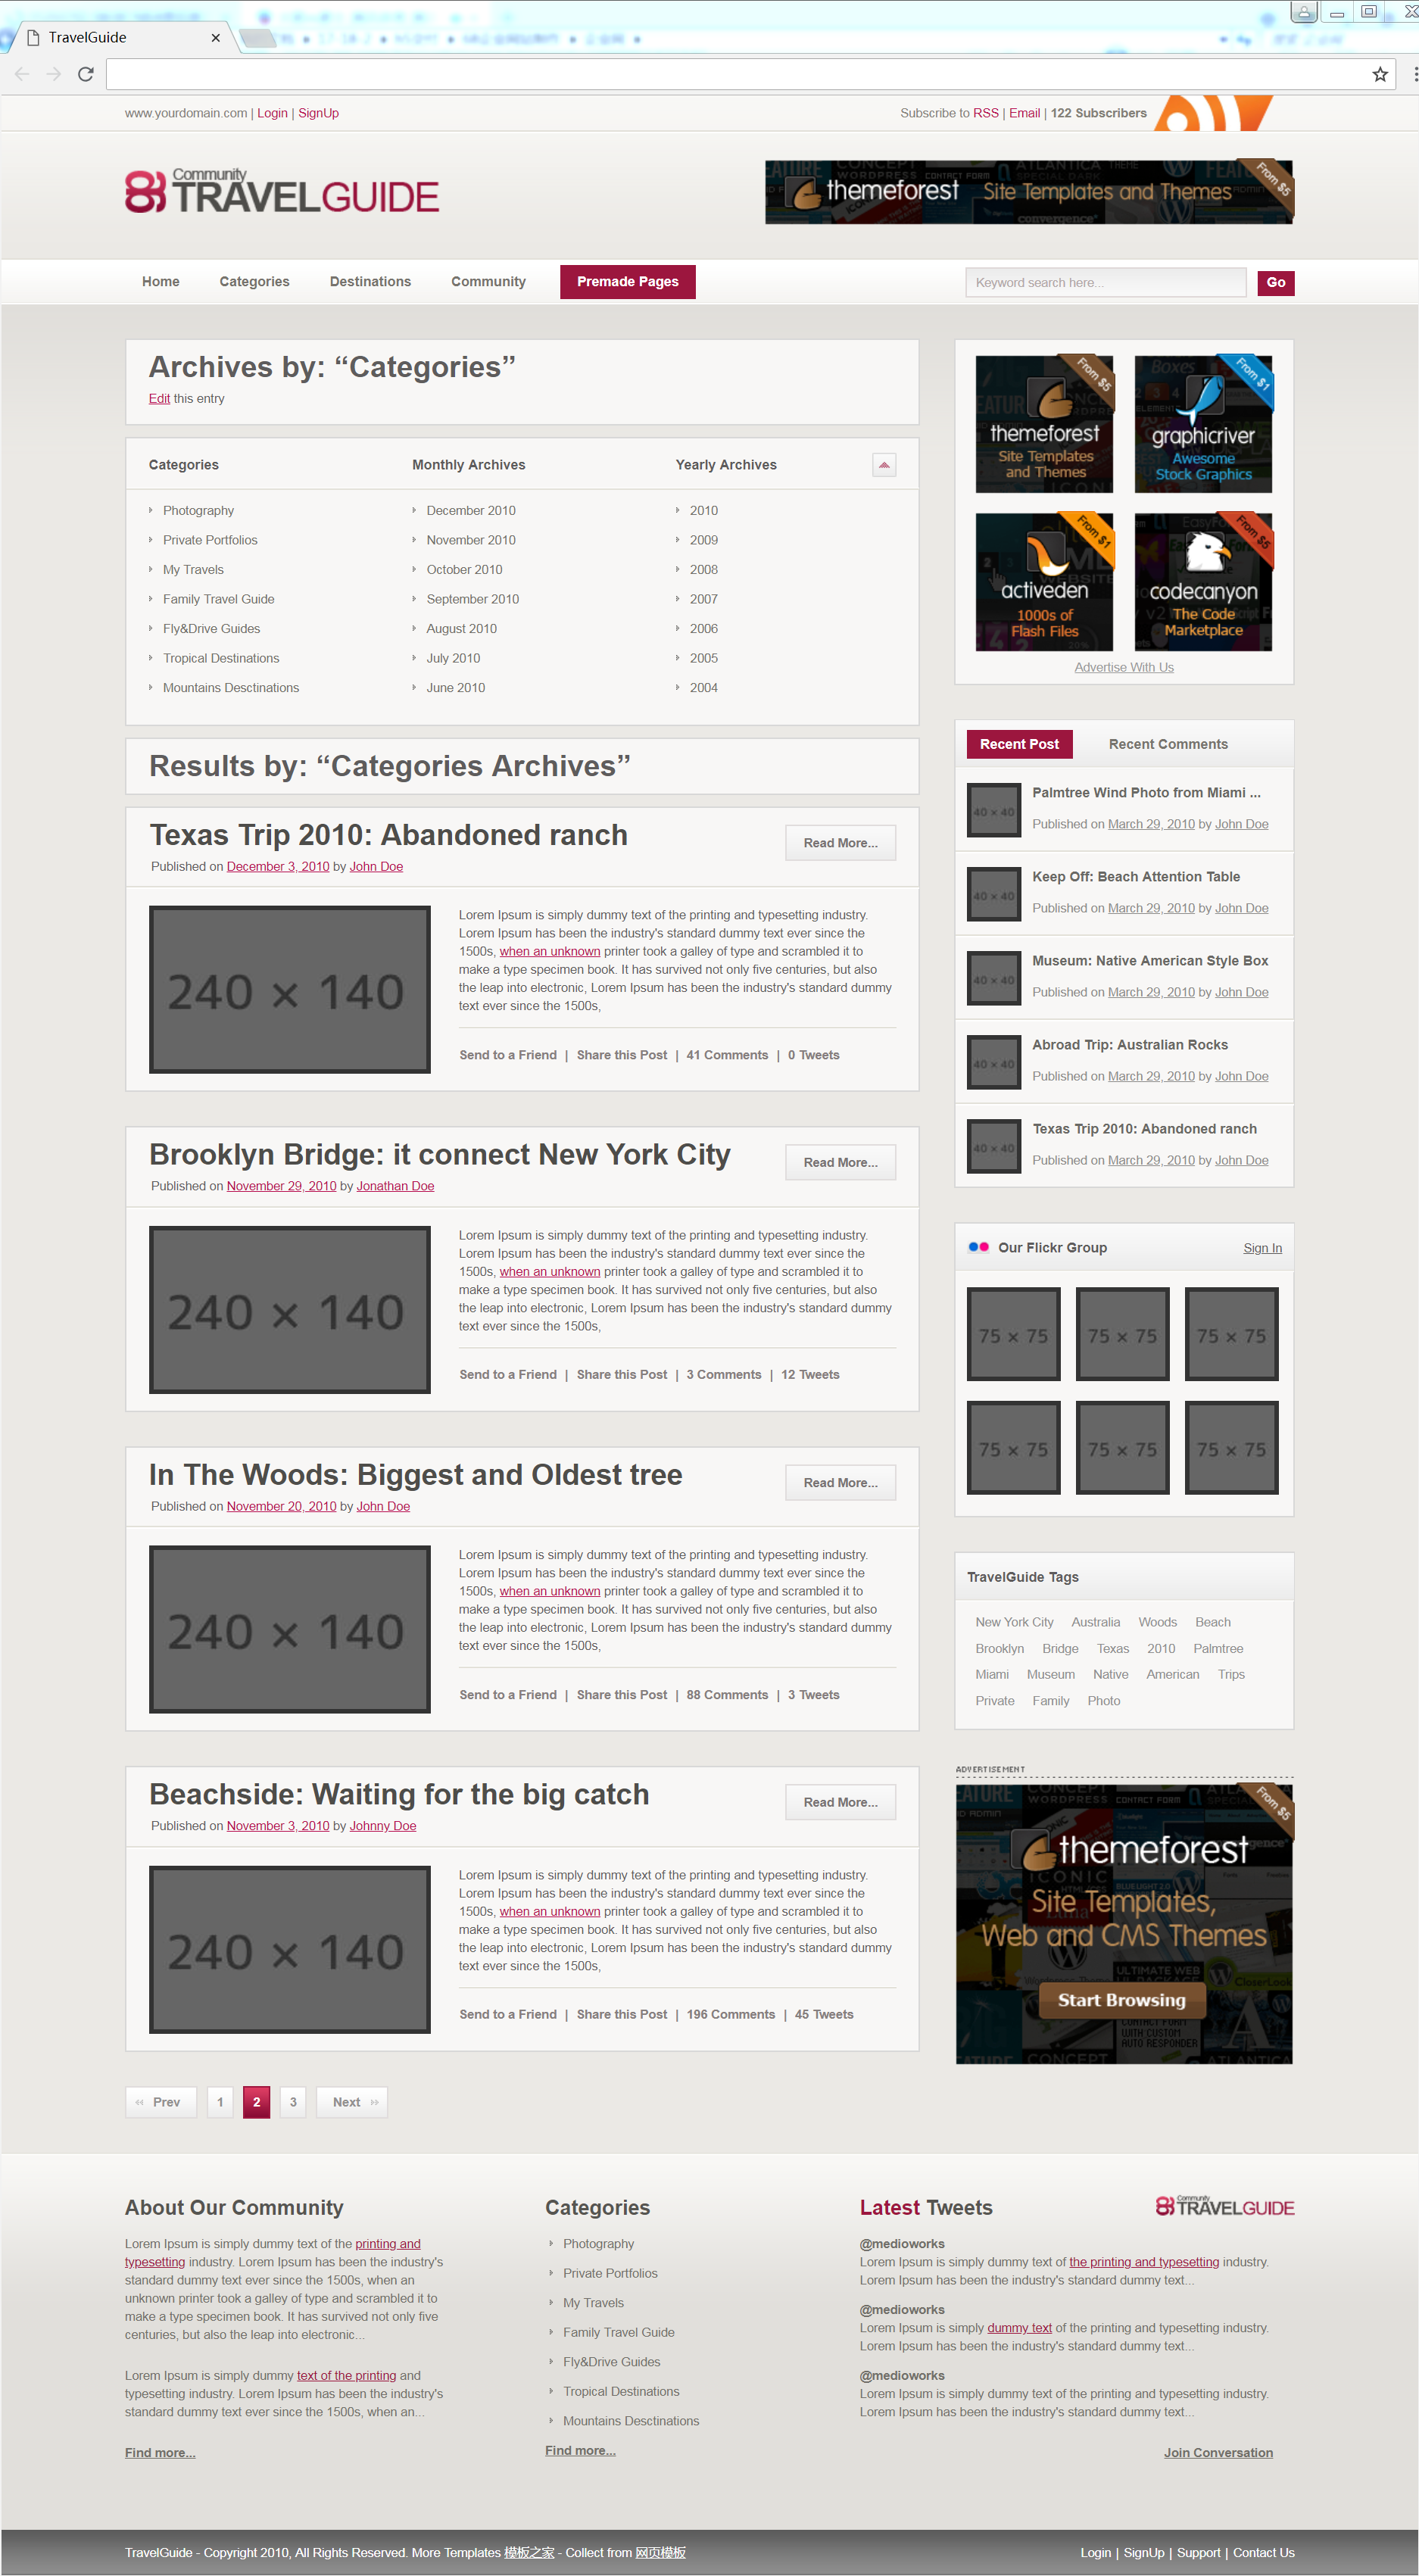 TravelGuide
www.yourdomain.com | Login | SignUp
Subscribe to RSS | Email | 122 Subscribers
Community
TRAVELGUIDE
themeforest Site Templates and Themes
From $5
Home
Categories
Destinations
Community
Premade Pages
Keyword search here...
Go
Archives by: “Categories”
Edit this entry
Categories
Photography
Private Portfolios
My Travels
Family Travel Guide
Fly&Drive Guides
Tropical Destinations
Mountains Desctinations
Monthly Archives
December 2010
November 2010
October 2010
September 2010
August 2010
July 2010
June 2010
Yearly Archives
2010
2009
2008
2007
2006
2005
2004
Results by: “Categories Archives”
Texas Trip 2010: Abandoned ranch
Read More...
Published on December 3, 2010 by John Doe
240 × 140
Lorem Ipsum is simply dummy text of the printing and typesetting industry.
Lorem Ipsum has been the industry's standard dummy text ever since the
1500s, when an unknown printer took a galley of type and scrambled it to
make a type specimen book. It has survived not only five centuries, but also
the leap into electronic, Lorem Ipsum has been the industry's standard dummy
text ever since the 1500s,
Send to a Friend | Share this Post | 41 Comments | 0 Tweets
Brooklyn Bridge: it connect New York City
Read More...
Published on November 29, 2010 by Jonathan Doe
240 × 140
Lorem Ipsum is simply dummy text of the printing and typesetting industry.
Lorem Ipsum has been the industry's standard dummy text ever since the
1500s, when an unknown printer took a galley of type and scrambled it to
make a type specimen book. It has survived not only five centuries, but also
the leap into electronic, Lorem Ipsum has been the industry's standard dummy
text ever since the 1500s,
Send to a Friend | Share this Post | 3 Comments | 12 Tweets
In The Woods: Biggest and Oldest tree
Read More...
Published on November 20, 2010 by John Doe
240 × 140
Lorem Ipsum is simply dummy text of the printing and typesetting industry.
Lorem Ipsum has been the industry's standard dummy text ever since the
1500s, when an unknown printer took a galley of type and scrambled it to
make a type specimen book. It has survived not only five centuries, but also
the leap into electronic, Lorem Ipsum has been the industry's standard dummy
text ever since the 1500s,
Send to a Friend | Share this Post | 88 Comments | 3 Tweets
Beachside: Waiting for the big catch
Read More...
Published on November 3, 2010 by Johnny Doe
240 × 140
Lorem Ipsum is simply dummy text of the printing and typesetting industry.
Lorem Ipsum has been the industry's standard dummy text ever since the
1500s, when an unknown printer took a galley of type and scrambled it to
make a type specimen book. It has survived not only five centuries, but also
the leap into electronic, Lorem Ipsum has been the industry's standard dummy
text ever since the 1500s,
Send to a Friend | Share this Post | 196 Comments | 45 Tweets
Prev
1
2
3
Next
From $5
themeforest
Site Templates
and Themes
From $1
graphicriver
Awesome
Stock Graphics
From $1
activeden
1000s of
Flash Files
From $5
codecanyon
The Code
Marketplace
Advertise With Us
Recent Post
Recent Comments
40 × 40
Palmtree Wind Photo from Miami ...
Published on March 29, 2010 by John Doe
40 × 40
Keep Off: Beach Attention Table
Published on March 29, 2010 by John Doe
40 × 40
Museum: Native American Style Box
Published on March 29, 2010 by John Doe
40 × 40
Abroad Trip: Australian Rocks
Published on March 29, 2010 by John Doe
40 × 40
Texas Trip 2010: Abandoned ranch
Published on March 29, 2010 by John Doe
Our Flickr Group
Sign In
75 × 75
75 × 75
75 × 75
75 × 75
75 × 75
75 × 75
TravelGuide Tags
New York City Australia Woods Beach
Brooklyn Bridge Texas 2010 Palmtree
Miami Museum Native American Trips
Private Family Photo
ADVERTISEMENT
From $5
themeforest
Site Templates,
Web and CMS Themes
Start Browsing
About Our Community
Lorem Ipsum is simply dummy text of the printing and
typesetting industry. Lorem Ipsum has been the industry's
standard dummy text ever since the 1500s, when an
unknown printer took a galley of type and scrambled it to
make a type specimen book. It has survived not only five
centuries, but also the leap into electronic...
Lorem Ipsum is simply dummy text of the printing and
typesetting industry. Lorem Ipsum has been the industry's
standard dummy text ever since the 1500s, when an...
Find more...
Categories
Photography
Private Portfolios
My Travels
Family Travel Guide
Fly&Drive Guides
Tropical Destinations
Mountains Desctinations
Find more...
Latest Tweets
Community
TRAVELGUIDE
@medioworks
Lorem Ipsum is simply dummy text of the printing and typesetting industry.
Lorem Ipsum has been the industry's standard dummy text...
@medioworks
Lorem Ipsum is simply dummy text of the printing and typesetting industry.
Lorem Ipsum has been the industry's standard dummy text...
@medioworks
Lorem Ipsum is simply dummy text of the printing and typesetting industry.
Lorem Ipsum has been the industry's standard dummy text...
Join Conversation
TravelGuide - Copyright 2010, All Rights Reserved. More Templates 模板之家 - Collect from 网页模板
Login | SignUp | Support | Contact Us